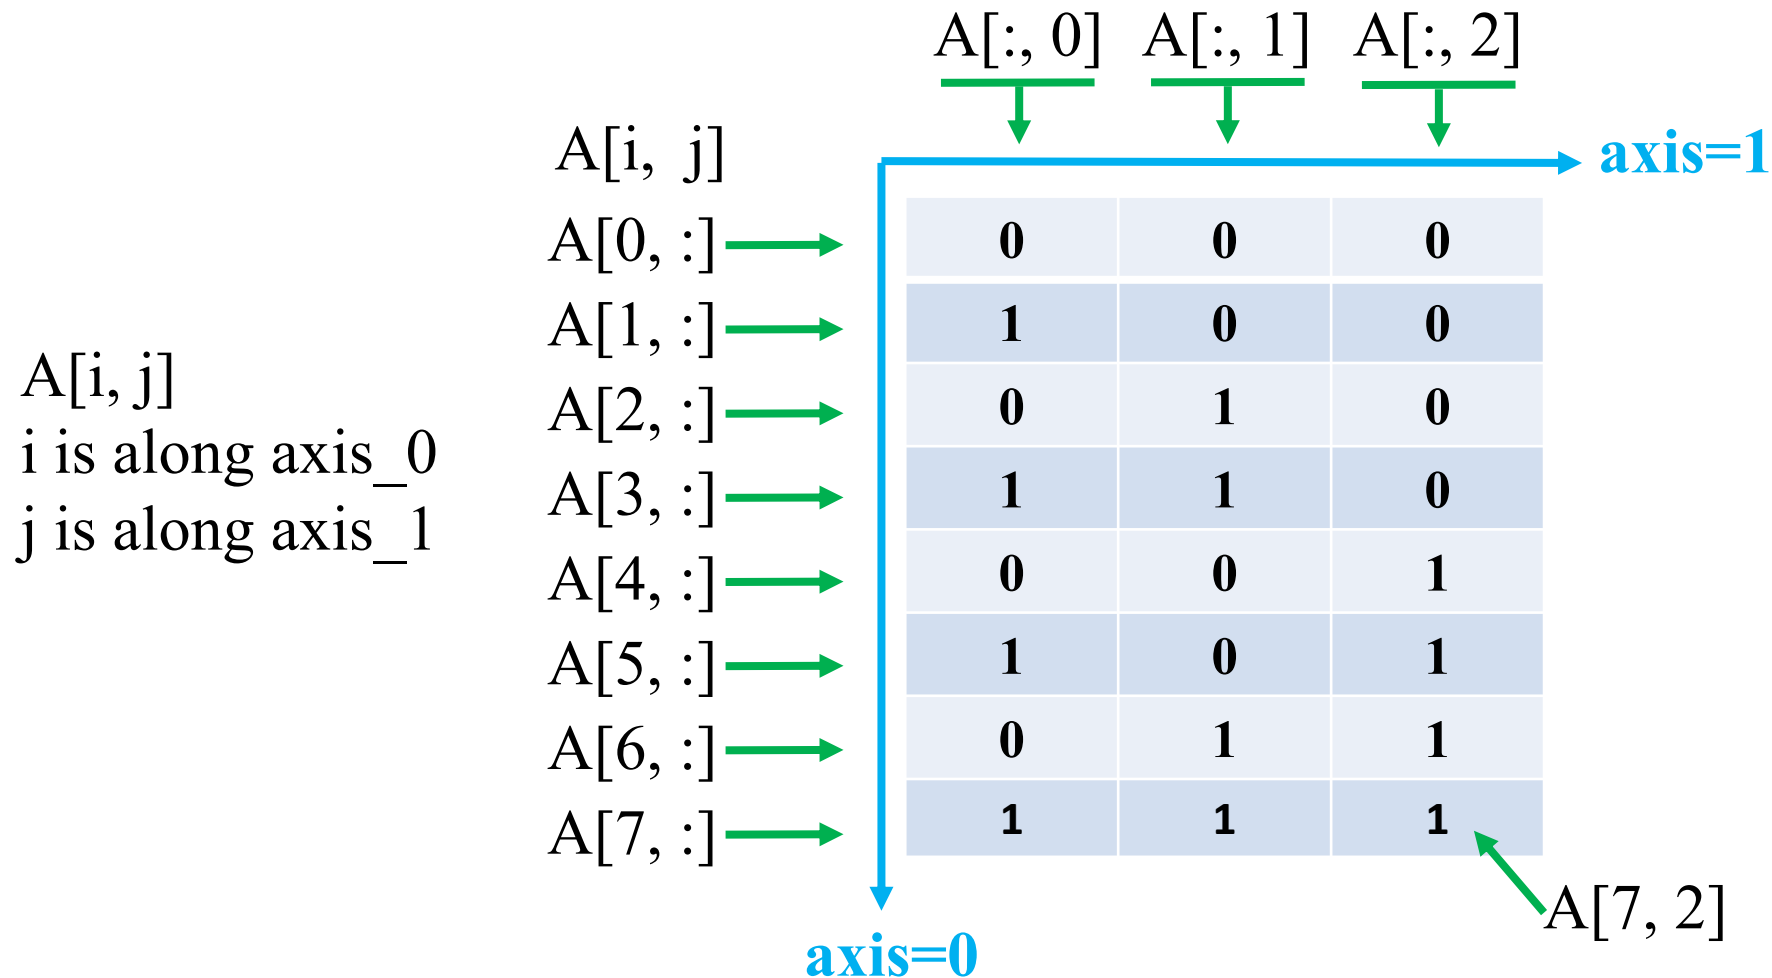 A[:, 0] A[:, 1] A[:, 2]
A[i, j]
axis=1
A[0, :] 0 0 0
A[1, :] 1 0 0
A[2, :] 0 1 0
A[3, :] 1 1 0
A[4, :] 0 0 1
A[5, :] 1 0 1
A[6, :] 0 1 1
A[7, :] 1 1 1
A[7, 2]
axis=0
A[i, j]
i is along axis_0
j is along axis_1